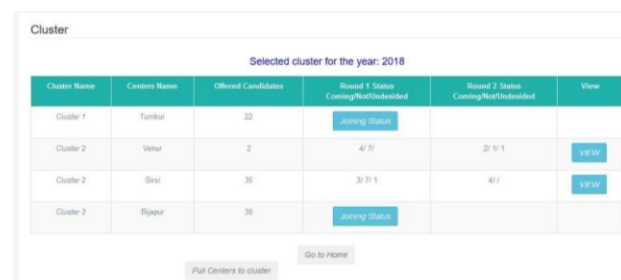 Cluster
Selected cluster for the year: 2018
Cluster Name Centers Name Offered Candidates Round 1 Status Coming/Not/Undesided Round 2 Status Coming/Not/Undesided View
Cluster 1 Tumkur 22 Joining Status
Cluster 2 Venur 2 4/ 7/ 2/ 1/ 1 VIEW
Cluster 2 Sirsi 35 3/ 7/ 1 4/ / VIEW
Cluster 2 Bijapur 30 Joining Status
Go to Home
Pull Centers to cluster